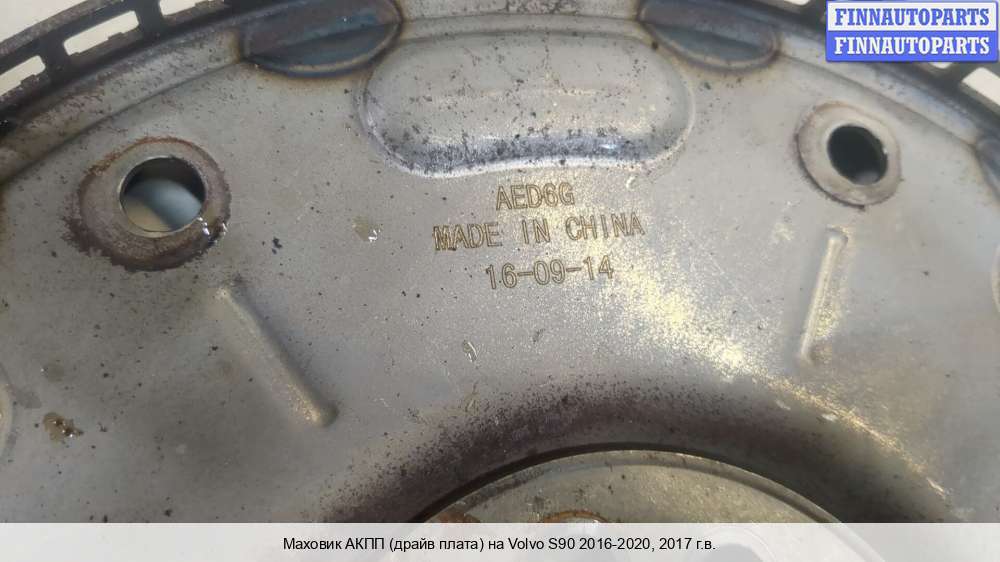 FINNAUTOPARTS
FINNAUTOPARTS
AED6G
MADE IN CHINA
16-09-14
Маховик АКПП (драйв плата) на Volvo S90 2016-2020, 2017 г.в.